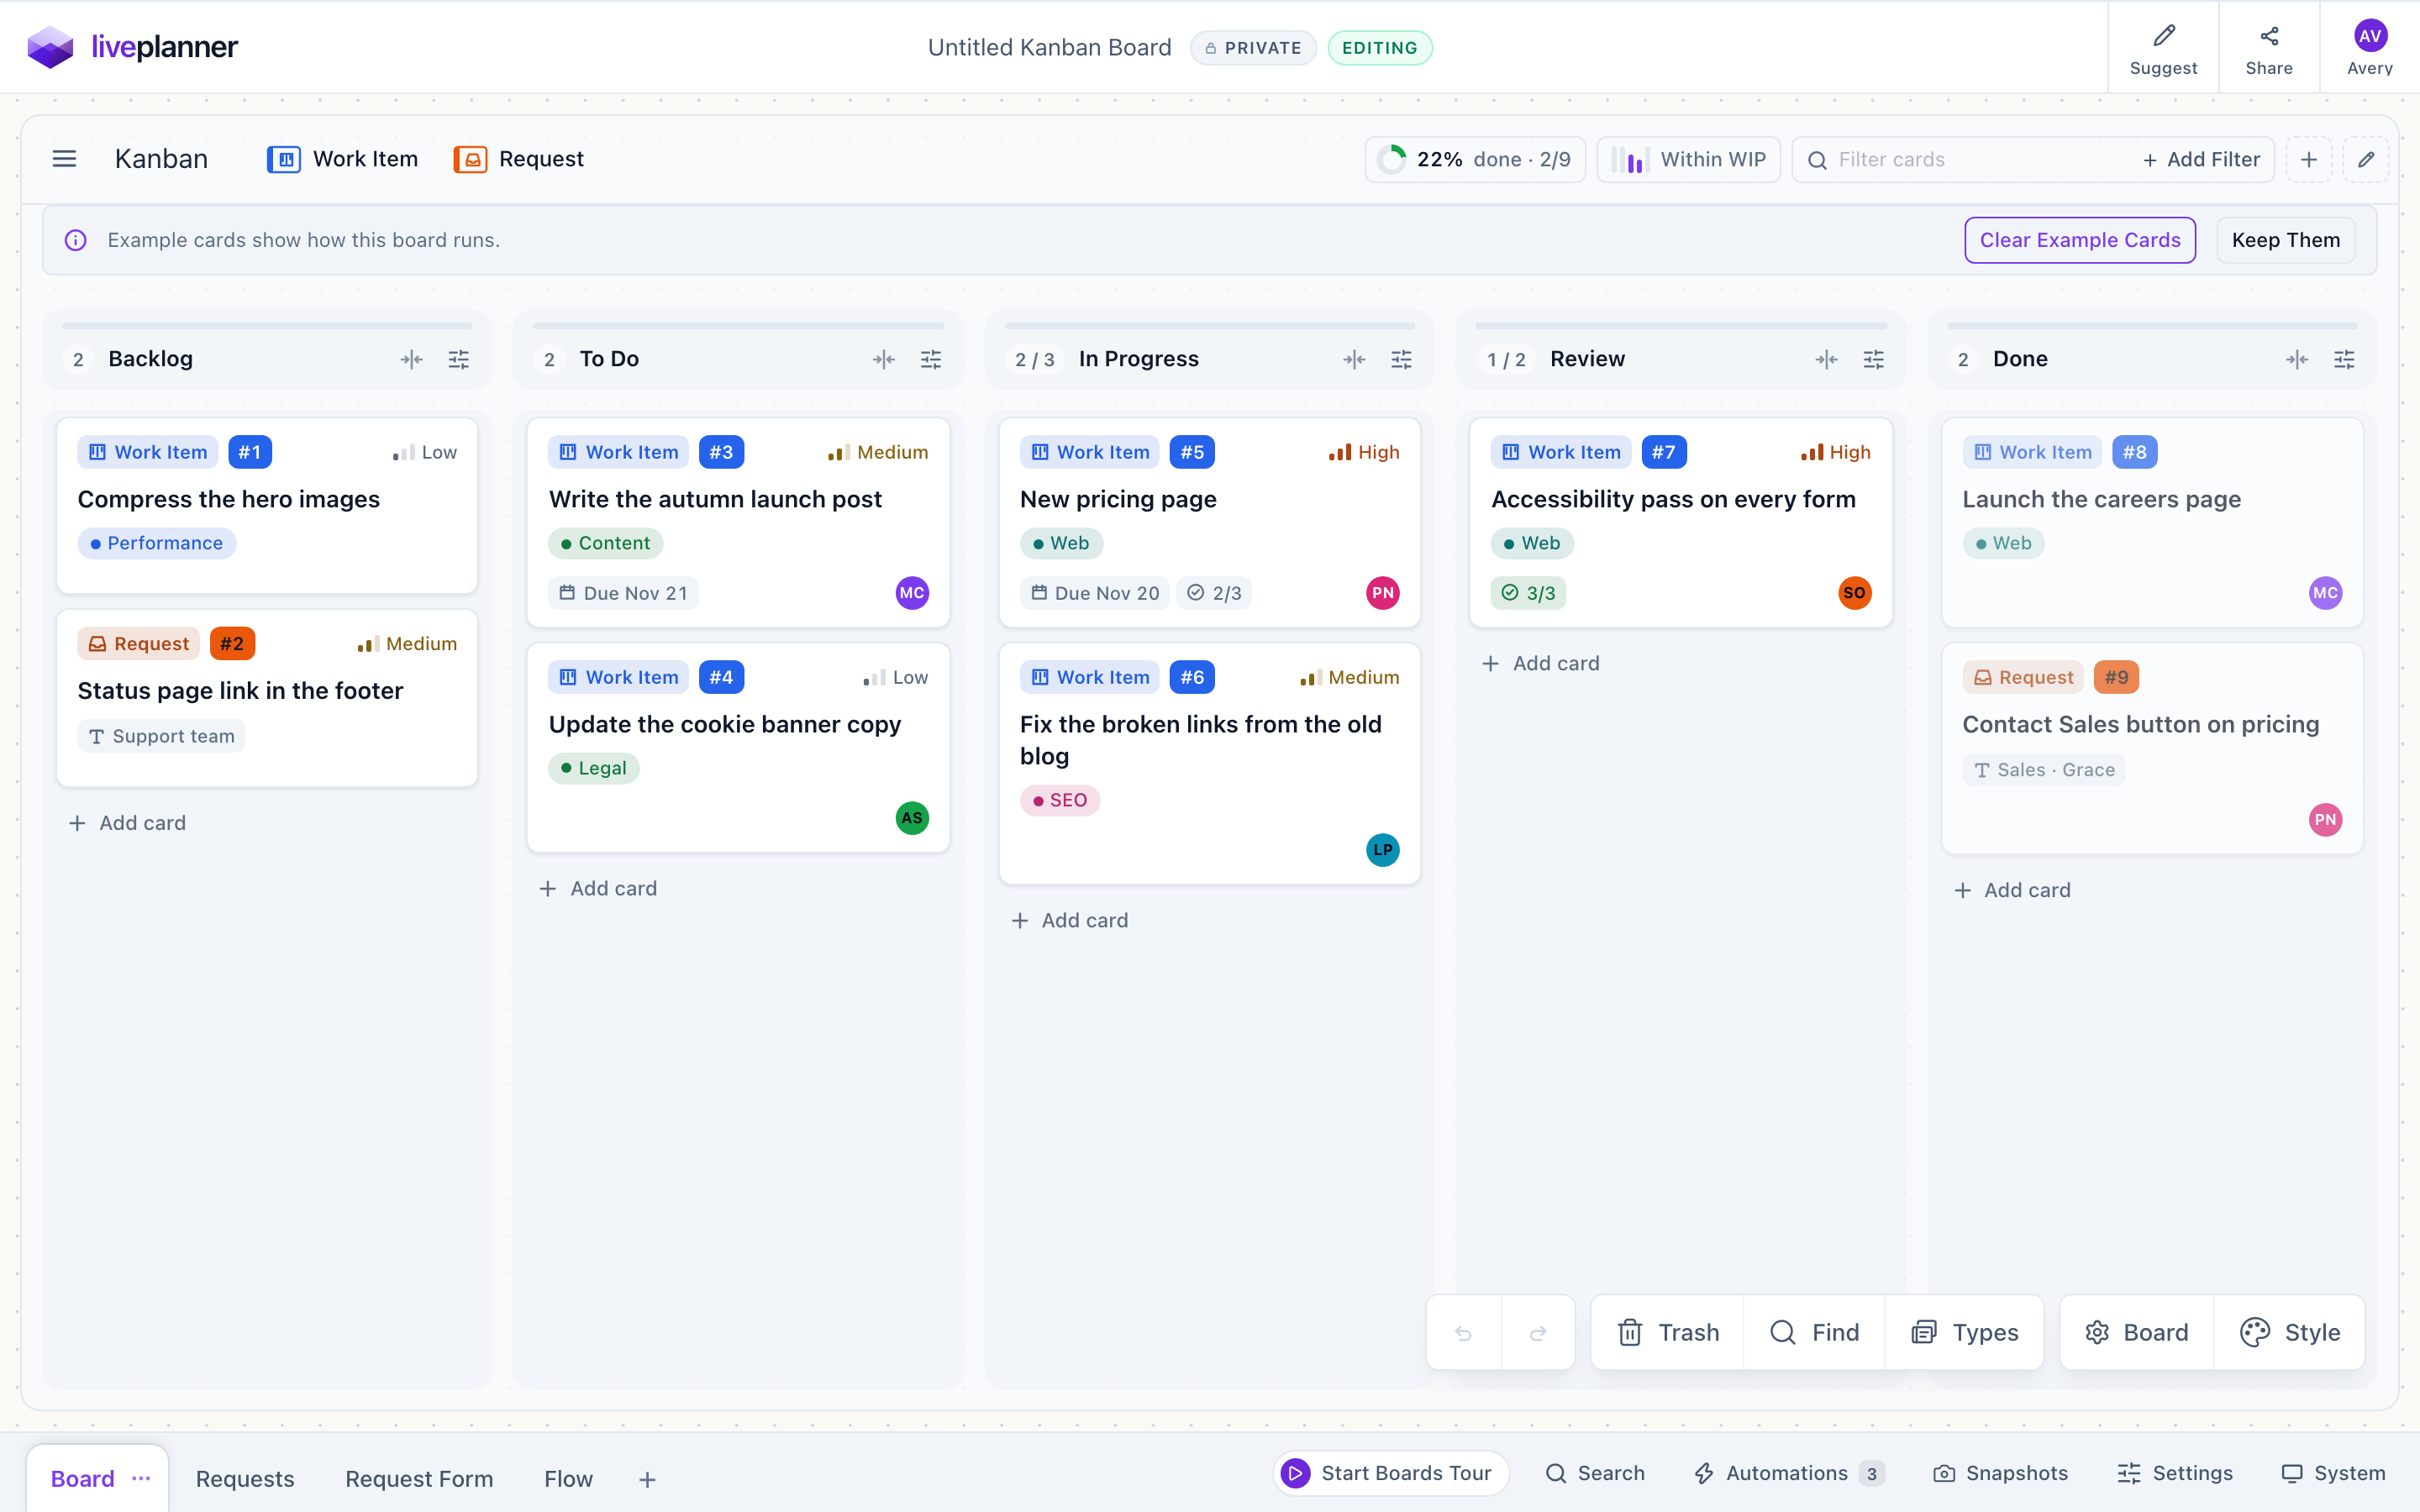 liveplanner
Untitled Kanban Board
PRIVATE
EDITING
Suggest
Share
AV
Avery
Kanban
Work Item
Request
22% done · 2/9
Within WIP
Filter cards
+ Add Filter
Example cards show how this board runs.
Clear Example Cards
Keep Them
2 Backlog
Work Item #1 Low
Compress the hero images
Performance
Request #2 Medium
Status page link in the footer
Support team
+ Add card
2 To Do
Work Item #3 Medium
Write the autumn launch post
Content
Due Nov 21 MC
Work Item #4 Low
Update the cookie banner copy
Legal
AS
+ Add card
2 / 3 In Progress
Work Item #5 High
New pricing page
Web
Due Nov 20 2/3 PN
Work Item #6 Medium
Fix the broken links from the old
blog
SEO
LP
+ Add card
1 / 2 Review
Work Item #7 High
Accessibility pass on every form
Web
3/3 SO
+ Add card
2 Done
Work Item #8
Launch the careers page
Web
MC
Request #9
Contact Sales button on pricing
Sales · Grace
PN
+ Add card
Trash
Find
Types
Board
Style
Board
Requests
Request Form
Flow
+
Start Boards Tour
Search
Automations 3
Snapshots
Settings
System